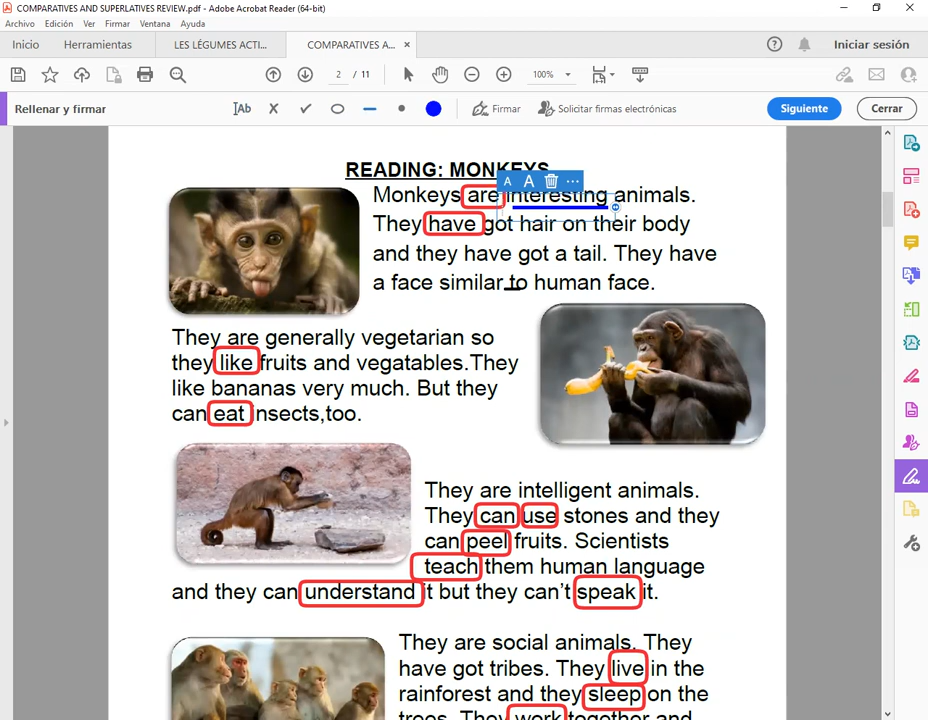 COMPARATIVES AND SUPERLATIVES REVIEW.pdf - Adobe Acrobat Reader (64-bit)
Archivo Edición Ver Firmar Ventana Ayuda
Inicio Herramientas LES LÉGUMES ACTI... COMPARATIVES A... × Iniciar sesión
2 / 11 100%
Rellenar y firmar Ab Firmar Solicitar firmas electrónicas Siguiente Cerrar
READING: MONKEYS
A A
Monkeys are interesting animals.
They have got hair on their body
and they have got a tail. They have
a face similar to human face.
They are generally vegetarian so
they like fruits and vegatables.They
like bananas very much. But they
can eat insects,too.
They are intelligent animals.
They can use stones and they
can peel fruits. Scientists
teach them human language
and they can understand it but they can't speak it.
They are social animals. They
have got tribes. They live in the
rainforest and they sleep on the
trees. They work together and